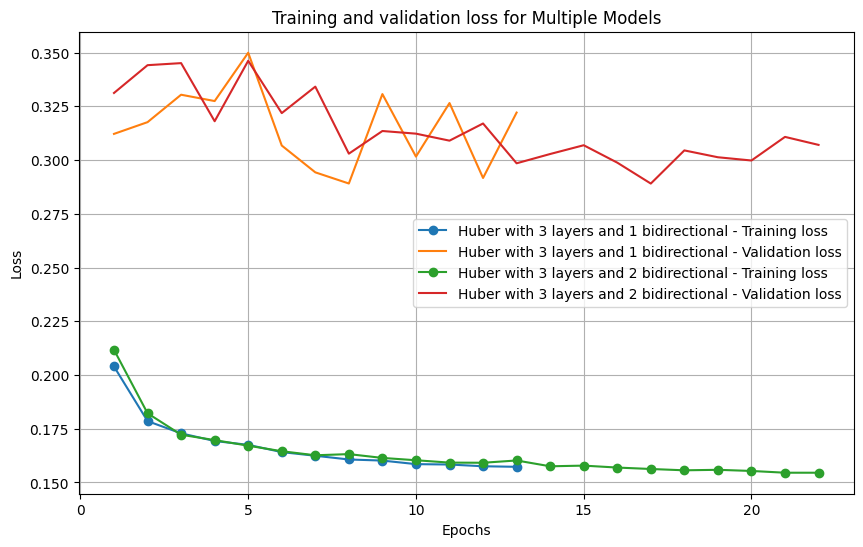 Training and validation loss for Multiple Models
Loss
0.350
0.325
0.300
0.275
0.250
0.225
0.200
0.175
0.150
Huber with 3 layers and 1 bidirectional - Training loss
Huber with 3 layers and 1 bidirectional - Validation loss
Huber with 3 layers and 2 bidirectional - Training loss
Huber with 3 layers and 2 bidirectional - Validation loss
0 5 10 15 20
Epochs